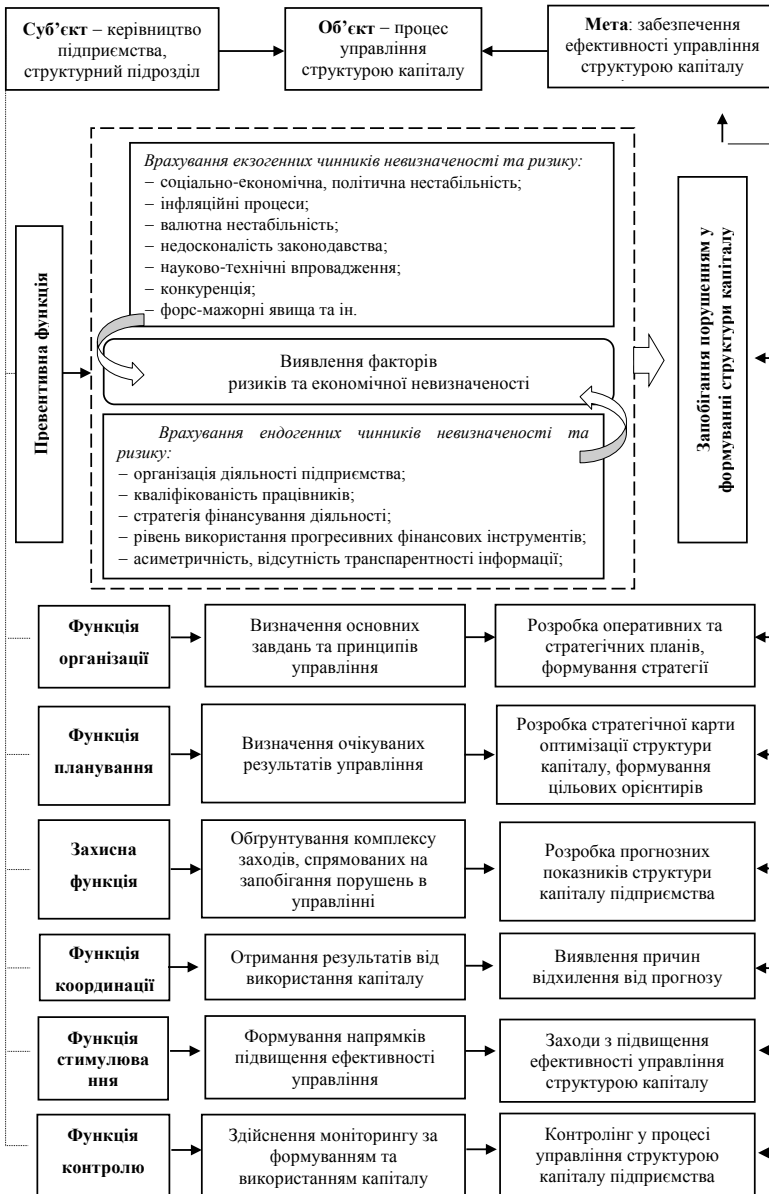 Суб’єкт – керівництво
підприємства,
структурний підрозділ
Об’єкт – процес
управління
структурою капіталу
Мета: забезпечення
ефективності управління
структурою капіталу
Превентивна функція
Врахування екзогенних чинників невизначеності та ризику:
– соціально-економічна, політична нестабільність;
– інфляційні процеси;
– валютна нестабільність;
– недосконалість законодавства;
– науково-технічні впровадження;
– конкуренція;
– форс-мажорні явища та ін.
Виявлення факторів
ризиків та економічної невизначеності
Врахування ендогенних чинників невизначеності та
ризику:
– організація діяльності підприємства;
– кваліфікованість працівників;
– стратегія фінансування діяльності;
– рівень використання прогресивних фінансових інструментів;
– асиметричність, відсутність транспарентності інформації;
Запобігання порушенням у
формуванні структури капіталу
Функція
організації
Визначення основних
завдань та принципів
управління
Розробка оперативних та
стратегічних планів,
формування стратегії
Функція
планування
Визначення очікуваних
результатів управління
Розробка стратегічної карти
оптимізації структури
капіталу, формування
цільових орієнтирів
Захисна
функція
Обґрунтування комплексу
заходів, спрямованих на
запобігання порушень в
управлінні
Розробка прогнозних
показників структури
капіталу підприємства
Функція
координації
Отримання результатів від
використання капіталу
Виявлення причин
відхилення від прогнозу
Функція
стимулюва
ння
Формування напрямків
підвищення ефективності
управління
Заходи з підвищення
ефективності управління
структурою капіталу
Функція
контролю
Здійснення моніторингу за
формуванням та
використанням капіталу
Контролінг у процесі
управління структурою
капіталу підприємства